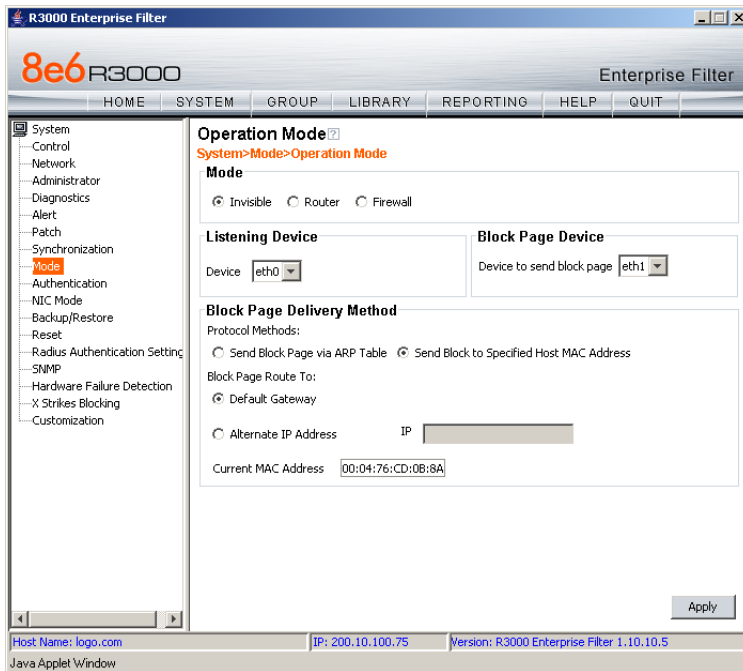 R3000 Enterprise Filter
8e6 R3000
Enterprise Filter
HOME SYSTEM GROUP LIBRARY REPORTING HELP QUIT
System
Control
Network
Administrator
Diagnostics
Alert
Patch
Synchronization
Mode
Authentication
NIC Mode
Backup/Restore
Reset
Radius Authentication Setting
SNMP
Hardware Failure Detection
X Strikes Blocking
Customization
Operation Mode?
System>Mode>Operation Mode
Mode
Invisible Router Firewall
Listening Device
Device eth0
Block Page Device
Device to send block page eth1
Block Page Delivery Method
Protocol Methods:
Send Block Page via ARP Table Send Block to Specified Host MAC Address
Block Page Route To:
Default Gateway
Alternate IP Address IP
Current MAC Address 00:04:76:CD:0B:8A
Apply
Host Name: logo.com IP: 200.10.100.75 Version: R3000 Enterprise Filter 1.10.10.5
Java Applet Window